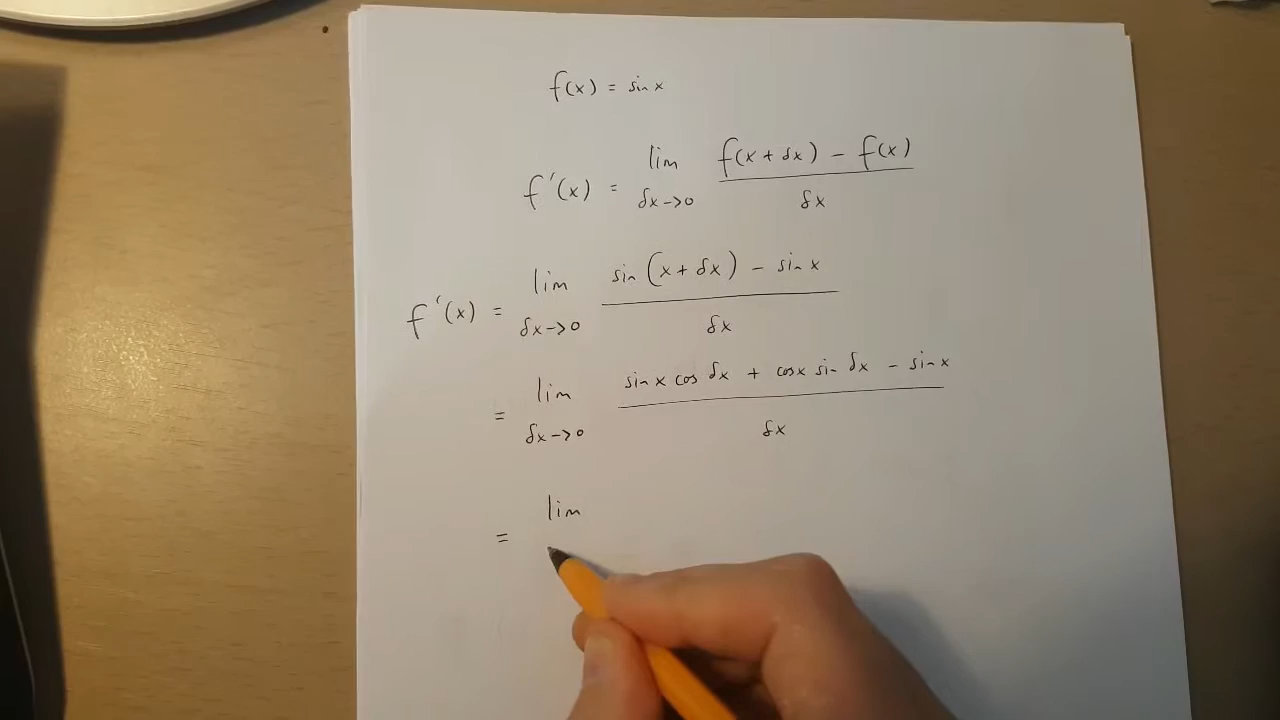 f(x) = sin x
f'(x) = lim δx->0 f(x + δx) - f(x) / δx
f'(x) = lim δx->0 sin (x + δx) - sin x / δx
= lim δx->0 sin x cos δx + cos x sin δx - sin x / δx
= lim